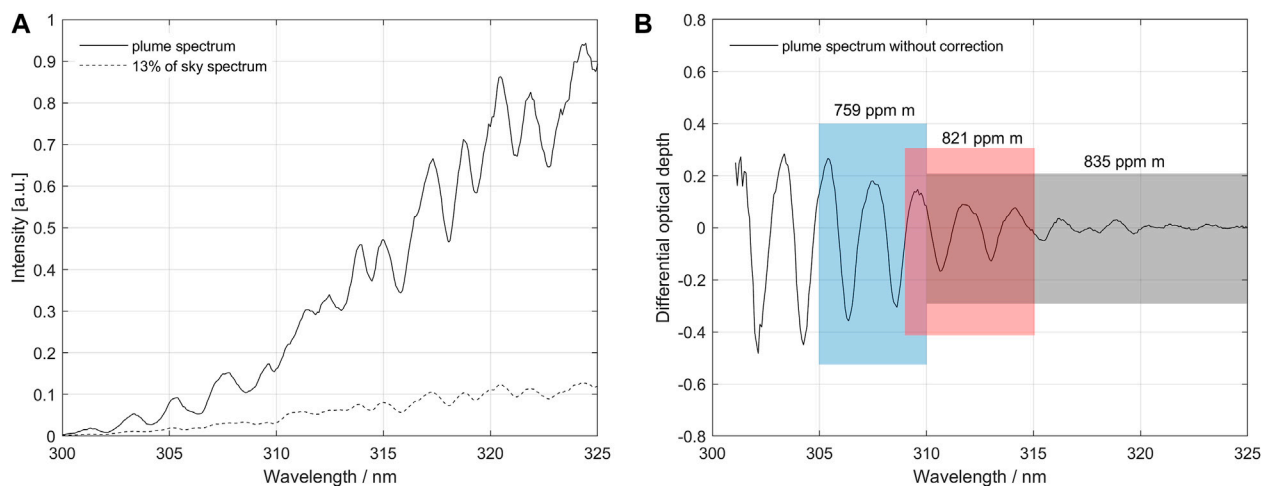 A
plume spectrum
13% of sky spectrum
Intensity [a.u.]
1
0.9
0.8
0.7
0.6
0.5
0.4
0.3
0.2
0.1
0
300
305
310
315
320
325
Wavelength / nm
B
plume spectrum without correction
Differential optical depth
0.8
0.6
0.4
0.2
0
-0.2
-0.4
-0.6
-0.8
759 ppm m
821 ppm m
835 ppm m
300
305
310
315
320
325
Wavelength / nm